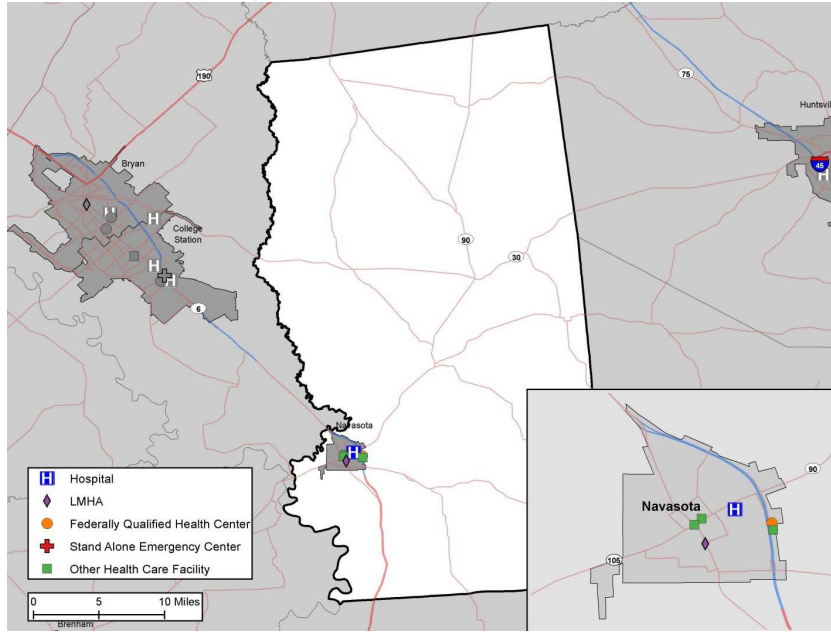 190
75
Huntsvil
45
H
Bryan
H
H
College
Station
90
30
H
H
6
Navasota
H
H Hospital
LMHA
Federally Qualified Health Center
Stand Alone Emergency Center
Other Health Care Facility
0 5 10 Miles
Brenham
90
Navasota
H
105